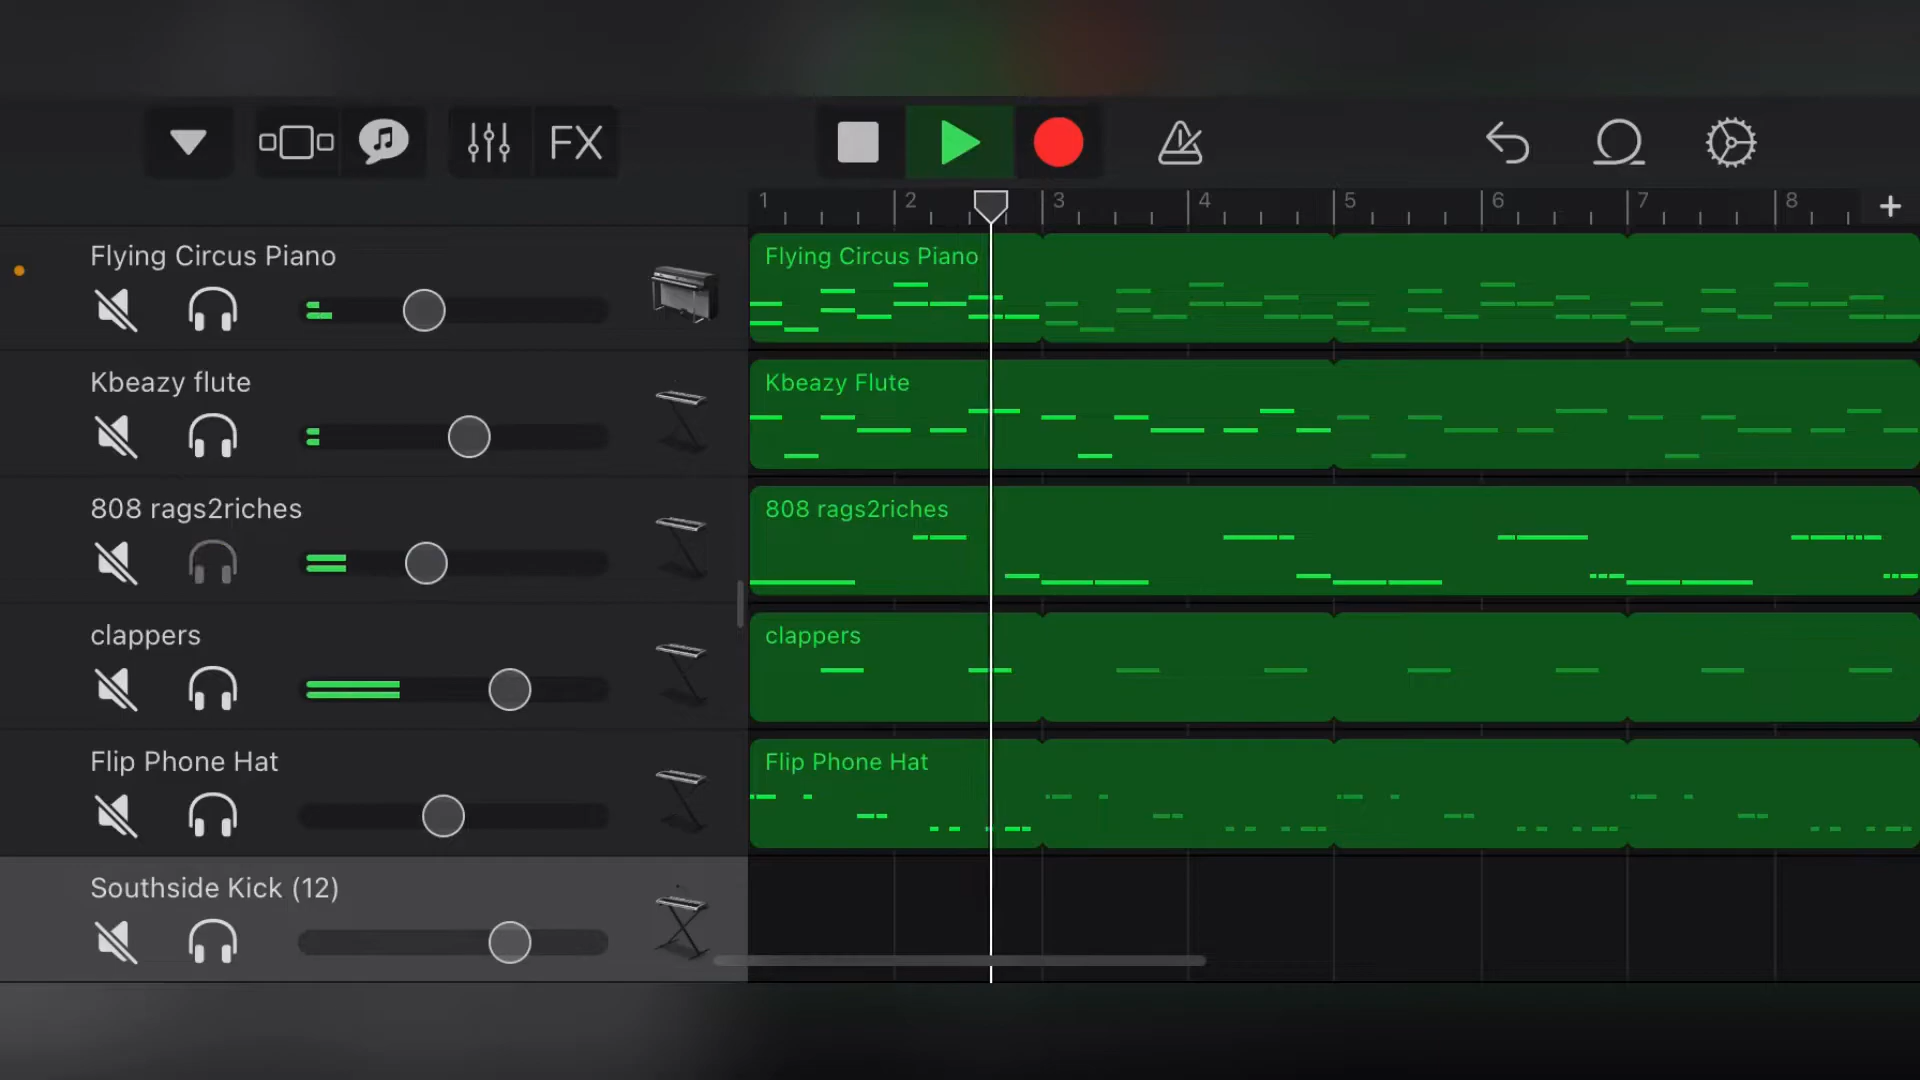 FX
1 2 3 4 5 6 7 8 +
Flying Circus Piano
Flying Circus Piano
Kbeazy flute
Kbeazy Flute
808 rags2riches
808 rags2riches
clappers
clappers
Flip Phone Hat
Flip Phone Hat
Southside Kick (12)